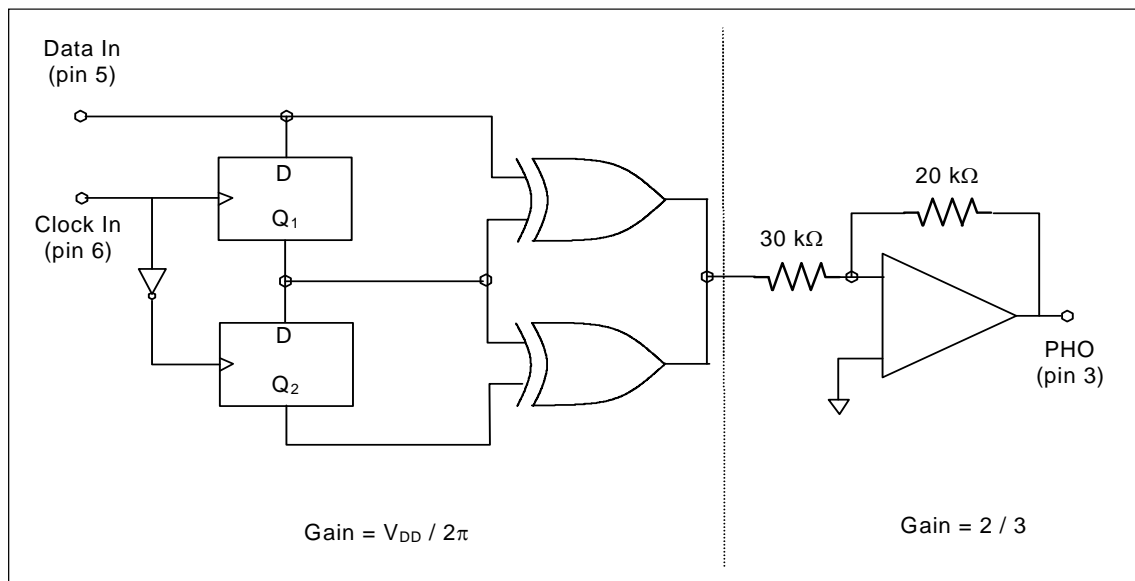 Data In
(pin 5)
D
Q1
Clock In
(pin 6)
D
Q2
20 kΩ
30 kΩ
PHO
(pin 3)
Gain = VDD / 2π
Gain = 2 / 3